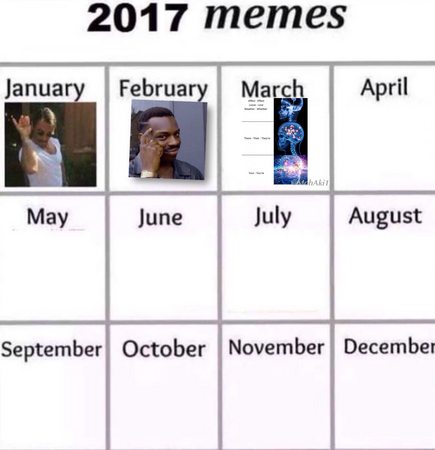 2017 memes
January February March April
May June July August
September October November December